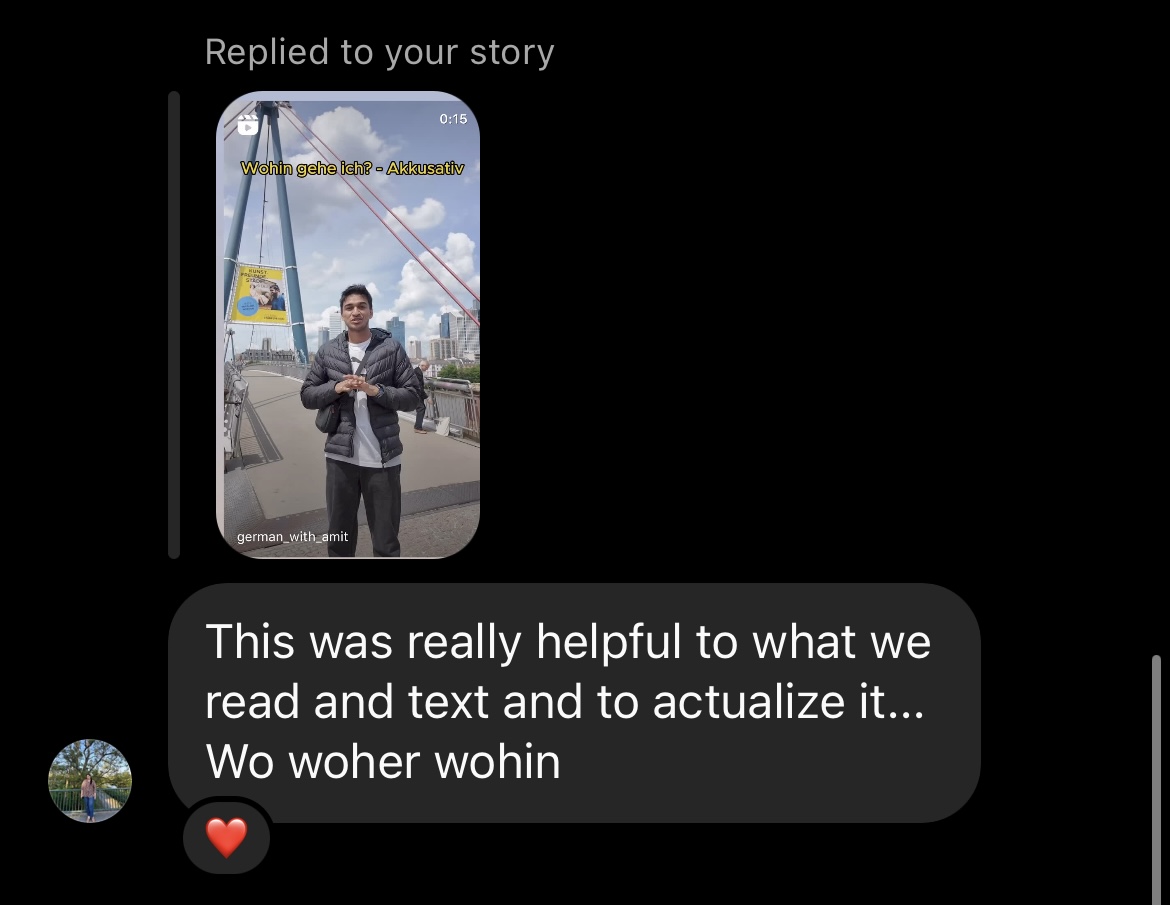 Replied to your story
0:15
Wohin gehe ich? - Akkusativ
KUNST
german_with_amit
This was really helpful to what we
read and text and to actualize it...
Wo woher wohin